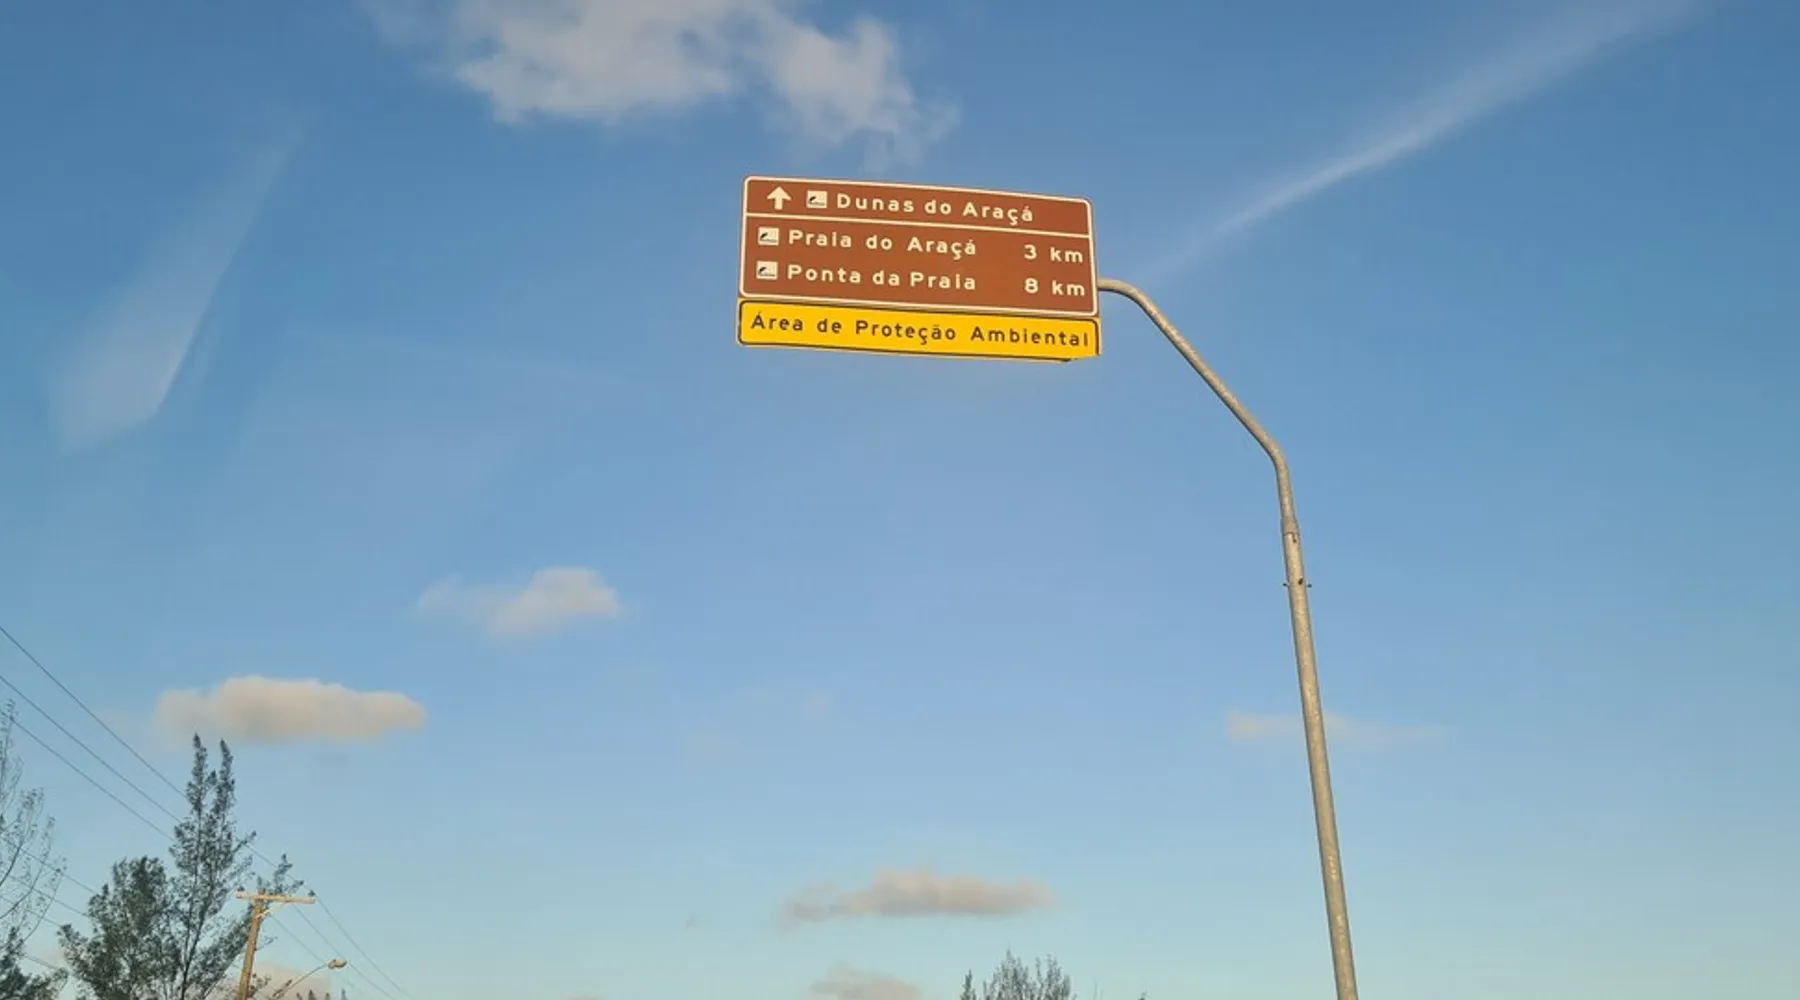 Dunas do Araçá
Praia do Araçá 3 km
Ponta da Praia 8 km
Área de Proteção Ambiental